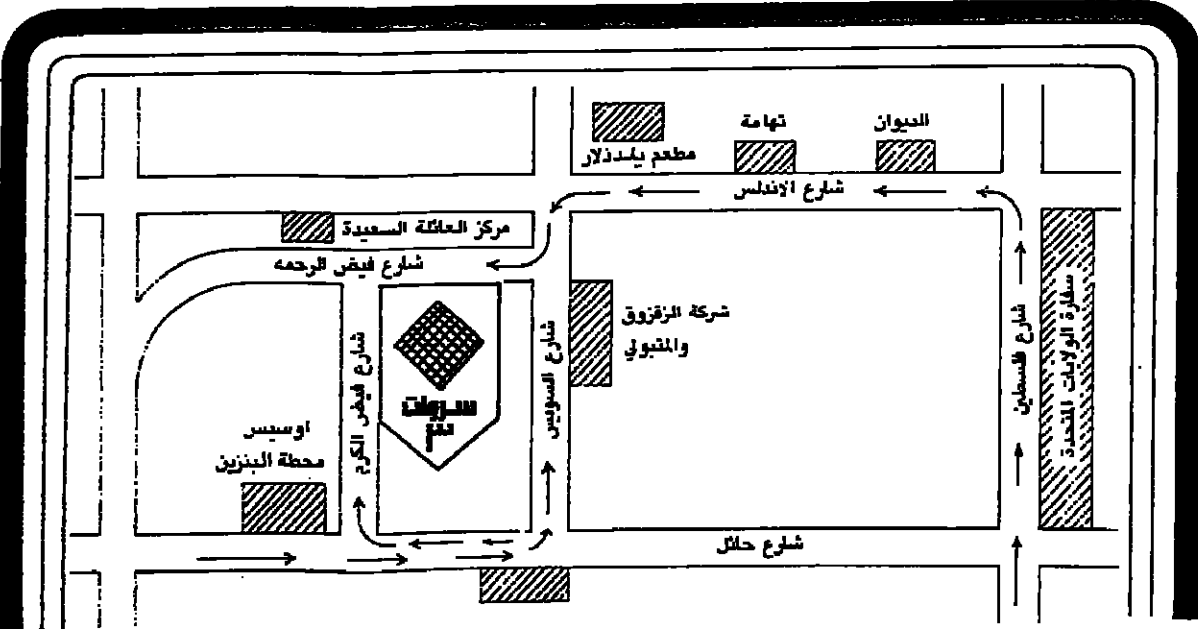 الديوان
تهامة
مطعم يلدزلار
شارع الاندلس
مركز العائلة السعيدة
شارع فيض الرحمه
شركة الزقزوق
والمتبولي
سفارة الولايات المتحدة
شارع فلسطين
شارع السويس
شارع فيض الكرم
سروات
اوسيس
محطة البنزين
شارع حائل